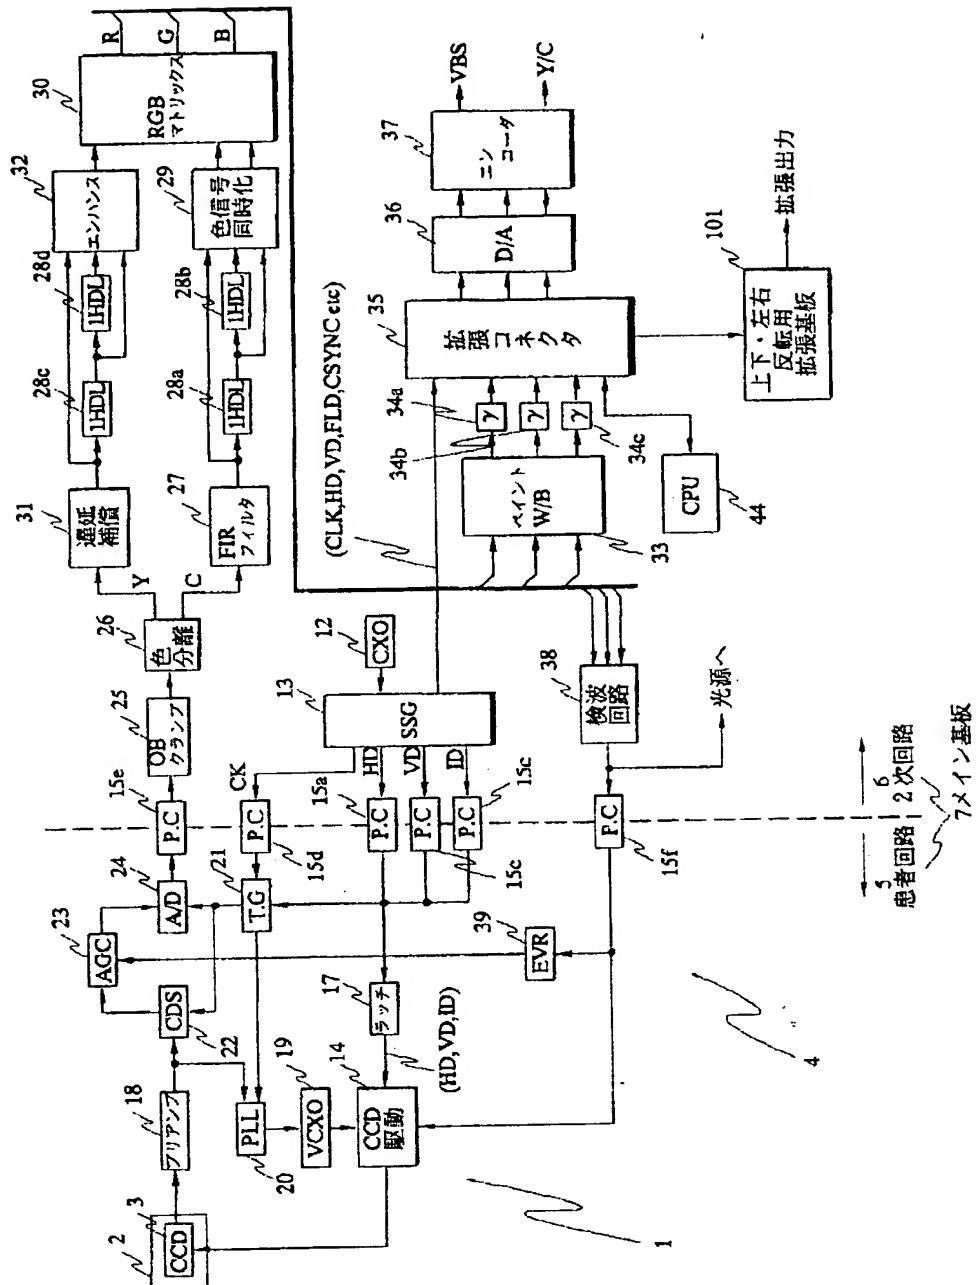 1
2
3
CCD
18
プリアンプ
22
CDS
23
AGC
24
A/D
15e
P.C
25
OB
クランプ
26
色
分離
Y
C
31
遅延
補償
28c
1HDL
28d
1HDL
32
エンハンス
27
FIR
フィルタ
28a
1HDL
28b
1HDL
29
色信号
同時化
30
RGB
マトリックス
R
G
B
20
PLL
19
VCXO
14
CCD
駆動
17
ラッチ
(HD,VD,ID)
21
T.G
15d
P.C
CK
15a
P.C
HD
15c
P.C
VD
15c
P.C
ID
13
SSG
12
CXO
(CLK,HD,VD,FLD,CSYNC etc)
39
EVR
15f
P.C
38
検波
回路
光源へ
33
ペイント
W/B
34a
γ
34b
γ
34c
γ
35
拡張コネクタ
36
D/A
37
エンコーダ
VBS
Y/C
44
CPU
101
上下・左右
反転用
拡張基板
拡張出力
4
5
患者回路
6
2次回路
7メイン基板